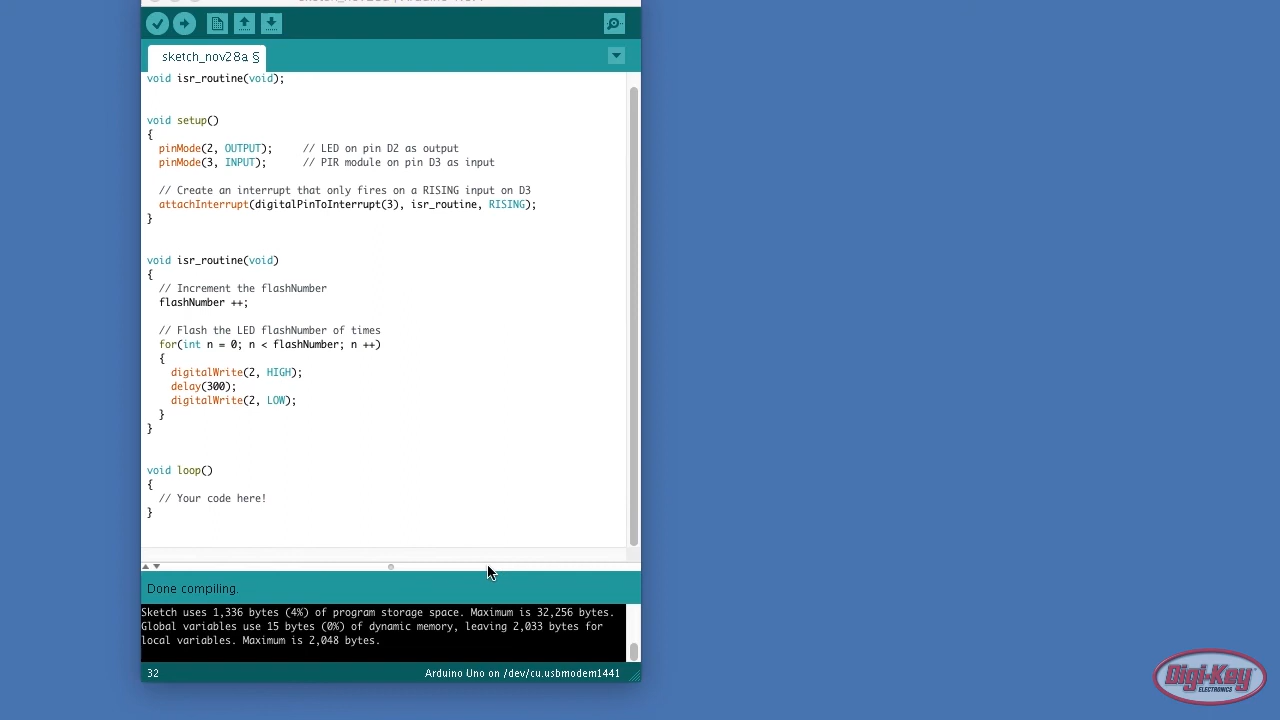 sketch_nov28a §
void isr_routine(void);
void setup()
{
pinMode(2, OUTPUT);     // LED on pin D2 as output
pinMode(3, INPUT);      // PIR module on pin D3 as input
// Create an interrupt that only fires on a RISING input on D3
attachInterrupt(digitalPinToInterrupt(3), isr_routine, RISING);
}
void isr_routine(void)
{
// Increment the flashNumber
flashNumber ++;
// Flash the LED flashNumber of times
for(int n = 0; n < flashNumber; n ++)
{
digitalWrite(2, HIGH);
delay(300);
digitalWrite(2, LOW);
}
}
void loop()
{
// Your code here!
}
Done compiling.
Sketch uses 1,336 bytes (4%) of program storage space. Maximum is 32,256 bytes.
Global variables use 15 bytes (0%) of dynamic memory, leaving 2,033 bytes for
local variables. Maximum is 2,048 bytes.
32 Arduino Uno on /dev/cu.usbmodem1441
Digi-Key
ELECTRONICS